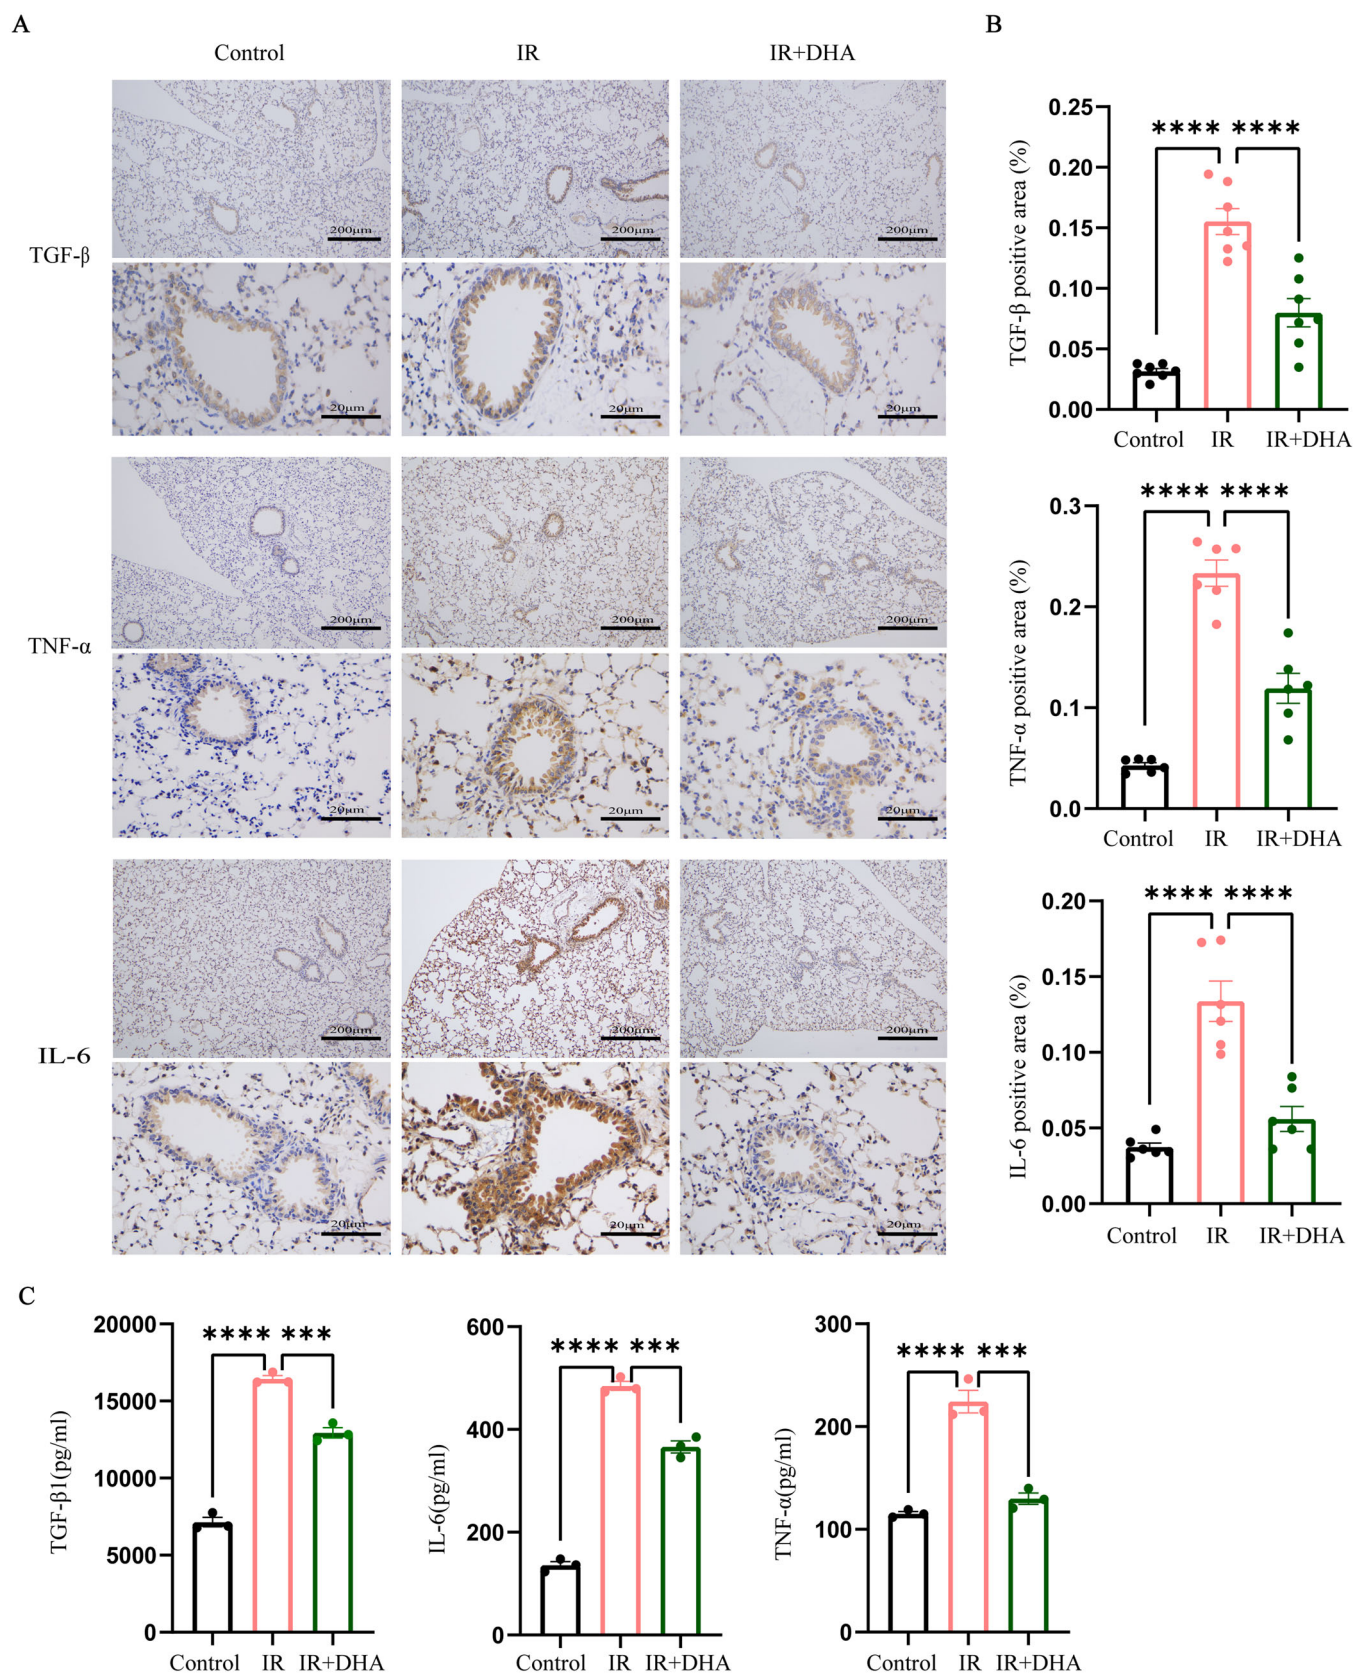 A
Control IR IR+DHA
TGF-β
200μm 200μm 200μm
20μm 20μm 20μm
TNF-α
200μm 200μm 200μm
20μm 20μm 20μm
IL-6
200μm 200μm 200μm
20μm 20μm 20μm
B
TGF-β positive area (%)
0.25
0.20
0.15
0.10
0.05
0.00
**** ****
Control IR IR+DHA
TNF-α positive area (%)
0.3
0.2
0.1
0.0
**** ****
Control IR IR+DHA
IL-6 positive area (%)
0.20
0.15
0.10
0.05
0.00
**** ****
Control IR IR+DHA
C
TGF-β1(pg/ml)
20000
15000
10000
5000
0
**** ***
Control IR IR+DHA
IL-6(pg/ml)
600
400
200
0
**** ***
Control IR IR+DHA
TNF-α(pg/ml)
300
200
100
0
**** ***
Control IR IR+DHA